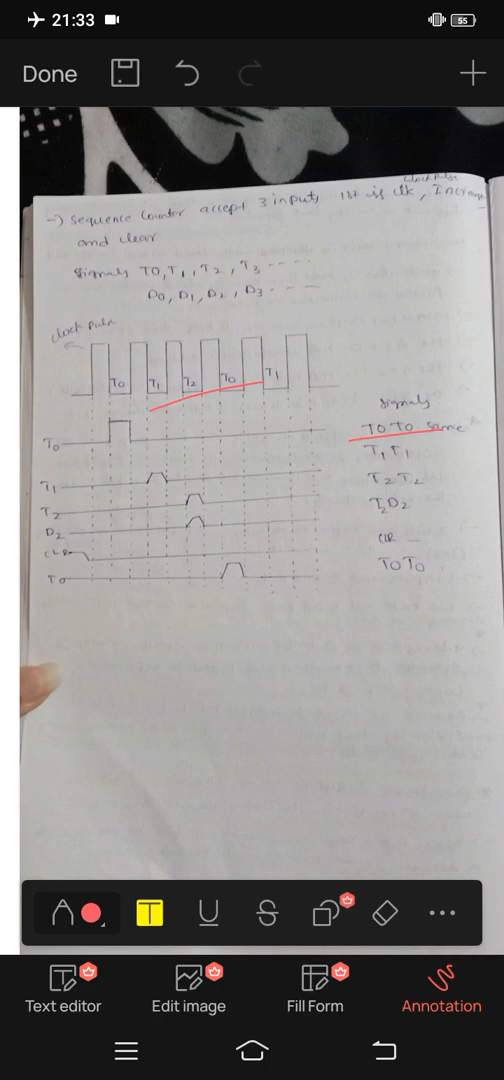 21:33
55
Done
clock pulse
-) Sequence Counter accept 3 inputs 1st is clk, Increm
and clear
Signals T0, T1, T2, T3 - - - -
D0, D1, D2, D3 - - -
clock pulse
T0 T1 T2 T0 T1
Signals
T0 T0 same
T0
T1 T1
T1
T2 T2
T2
T2 D2
D2
CLR
CLR —
T0
T0 T0
Text editor
Edit image
Fill Form
Annotation